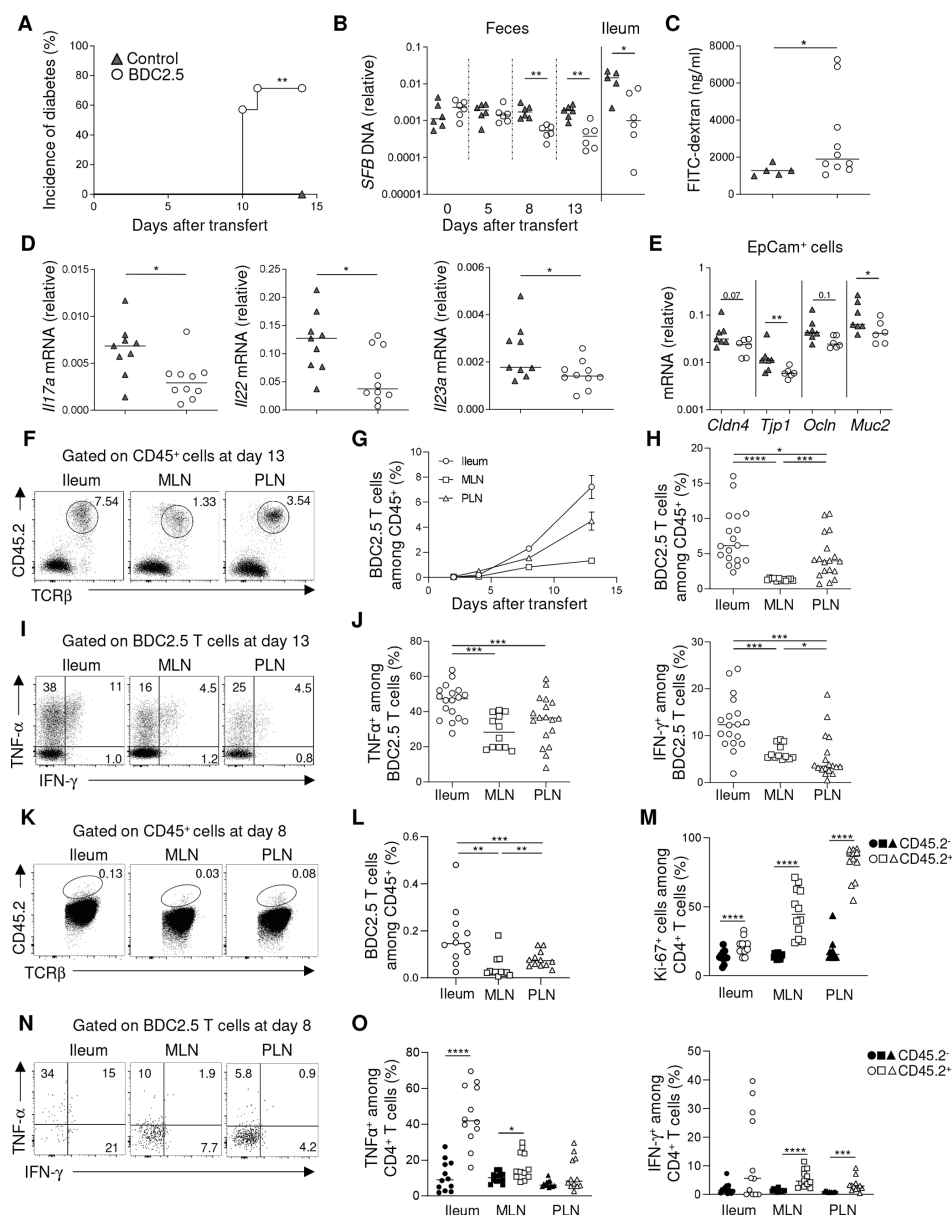 A
Incidence of diabetes (%)
100
80
60
40
20
0
Control
BDC2.5
**
0 5 10 15
Days after transfert
B
Feces Ileum
SFB DNA (relative)
0.1
0.01
0.001
0.0001
0.00001
** ** *
0 5 8 13
Days after transfert
C
FITC-dextran (ng/ml)
8000
6000
4000
2000
0
*
D
Il17a mRNA (relative)
0.015
0.010
0.005
0.000
*
Il22 mRNA (relative)
0.25
0.20
0.15
0.10
0.05
0.00
*
Il23a mRNA (relative)
0.006
0.004
0.002
0.000
*
E
EpCam⁺ cells
mRNA (relative)
1
0.1
0.01
0.001
0.07 ** 0.1 *
Cldn4 Tjp1 Ocln Muc2
F
Gated on CD45⁺ cells at day 13
Ileum MLN PLN
7.54 1.33 3.54
CD45.2
TCRβ
G
BDC2.5 T cells
among CD45⁺ (%)
10
8
6
4
2
0
Ileum
MLN
PLN
0 5 10 15
Days after transfert
H
BDC2.5 T cells
among CD45⁺ (%)
20
15
10
5
0
*
**** ***
Ileum MLN PLN
I
Gated on BDC2.5 T cells at day 13
Ileum MLN PLN
38 11 16 4.5 25 4.5
1.0 1.2 0.8
TNF-α
IFN-γ
J
TNFα⁺ among
BDC2.5 T cells (%)
100
80
60
40
20
0
***
***
Ileum MLN PLN
IFN-γ⁺ among
BDC2.5 T cells (%)
30
20
10
0
***
*** *
Ileum MLN PLN
K
Gated on CD45⁺ cells at day 8
Ileum MLN PLN
0.13 0.03 0.08
CD45.2
TCRβ
L
BDC2.5 T cells
among CD45⁺ (%)
0.6
0.4
0.2
0.0
***
** **
Ileum MLN PLN
M
Ki-67⁺ cells among
CD4⁺ T cells (%)
100
50
0
**** **** ****
CD45.2⁻
CD45.2⁺
Ileum MLN PLN
N
Gated on BDC2.5 T cells at day 8
Ileum MLN PLN
34 15 10 1.9 5.8 0.9
21 7.7 4.2
TNF-α
IFN-γ
O
TNFα⁺ among
CD4⁺ T cells (%)
80
60
40
20
0
**** *
Ileum MLN PLN
IFN-γ⁺ among
CD4⁺ T cells (%)
50
40
30
20
10
0
**** ***
CD45.2⁻
CD45.2⁺
Ileum MLN PLN